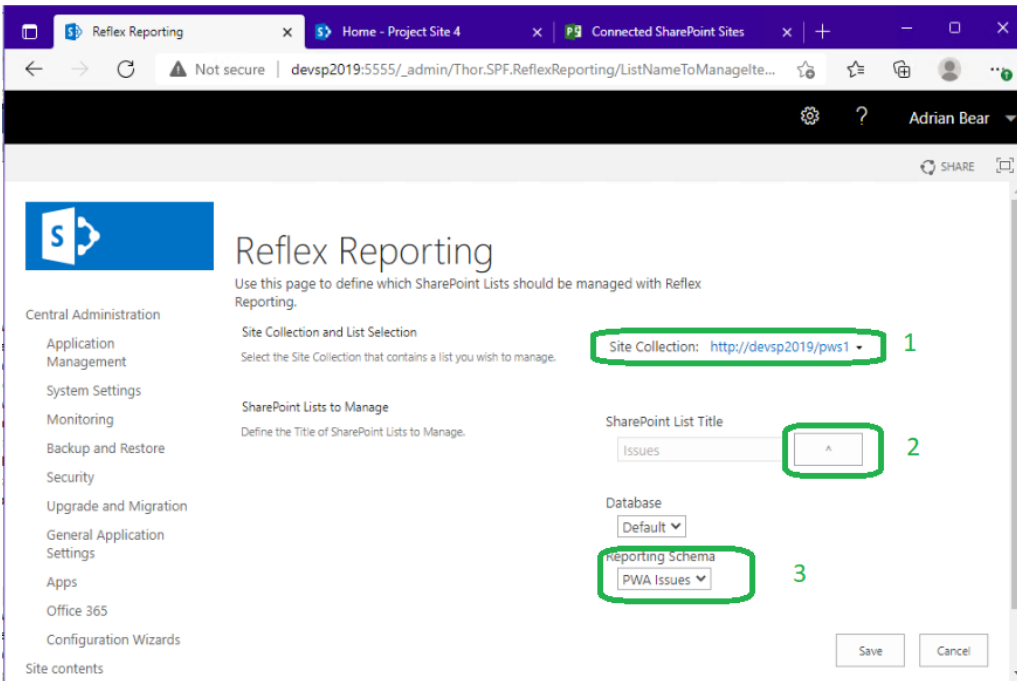 Reflex Reporting
Home - Project Site 4
Connected SharePoint Sites
Not secure
devsp2019:5555/_admin/Thor.SPF.ReflexReporting/ListNameToManageIte...
?
Adrian Bear
SHARE
S
Reflex Reporting
Use this page to define which SharePoint Lists should be managed with Reflex
Reporting.
Central Administration
Application
Management
System Settings
Monitoring
Backup and Restore
Security
Upgrade and Migration
General Application
Settings
Apps
Office 365
Configuration Wizards
Site contents
Site Collection and List Selection
Select the Site Collection that contains a list you wish to manage.
Site Collection: http://devsp2019/pws1
1
SharePoint Lists to Manage
Define the Title of SharePoint Lists to Manage.
SharePoint List Title
Issues
^
2
Database
Default
Reporting Schema
PWA Issues
3
Save
Cancel